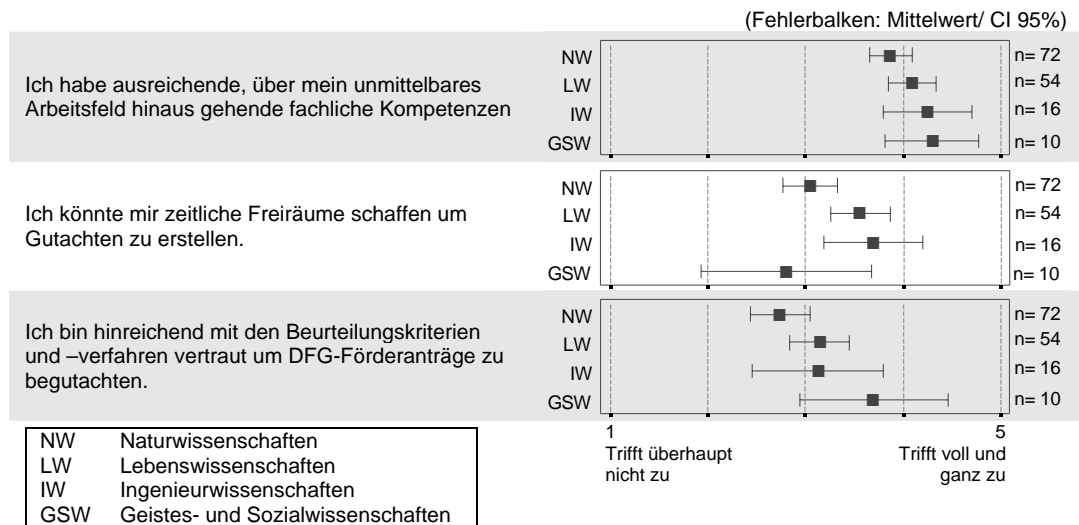 (Fehlerbalken: Mittelwert/ CI 95%)
Ich habe ausreichende, über mein unmittelbares
Arbeitsfeld hinaus gehende fachliche Kompetenzen
NW n= 72
LW n= 54
IW n= 16
GSW n= 10
Ich könnte mir zeitliche Freiräume schaffen um
Gutachten zu erstellen.
NW n= 72
LW n= 54
IW n= 16
GSW n= 10
Ich bin hinreichend mit den Beurteilungskriterien
und –verfahren vertraut um DFG-Förderanträge zu
begutachten.
NW n= 72
LW n= 54
IW n= 16
GSW n= 10
1 5
Trifft überhaupt Trifft voll und
nicht zu ganz zu
NW Naturwissenschaften
LW Lebenswissenschaften
IW Ingenieurwissenschaften
GSW Geistes- und Sozialwissenschaften